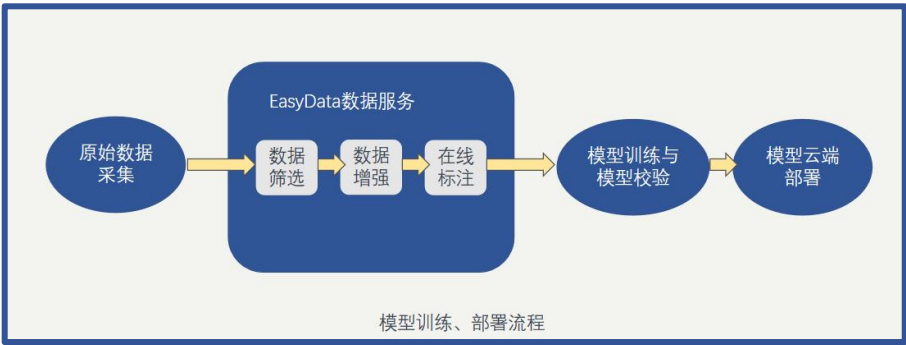 EasyData数据服务
原始数据
采集
数据
筛选
数据
增强
在线
标注
模型训练与
模型校验
模型云端
部署
模型训练、部署流程